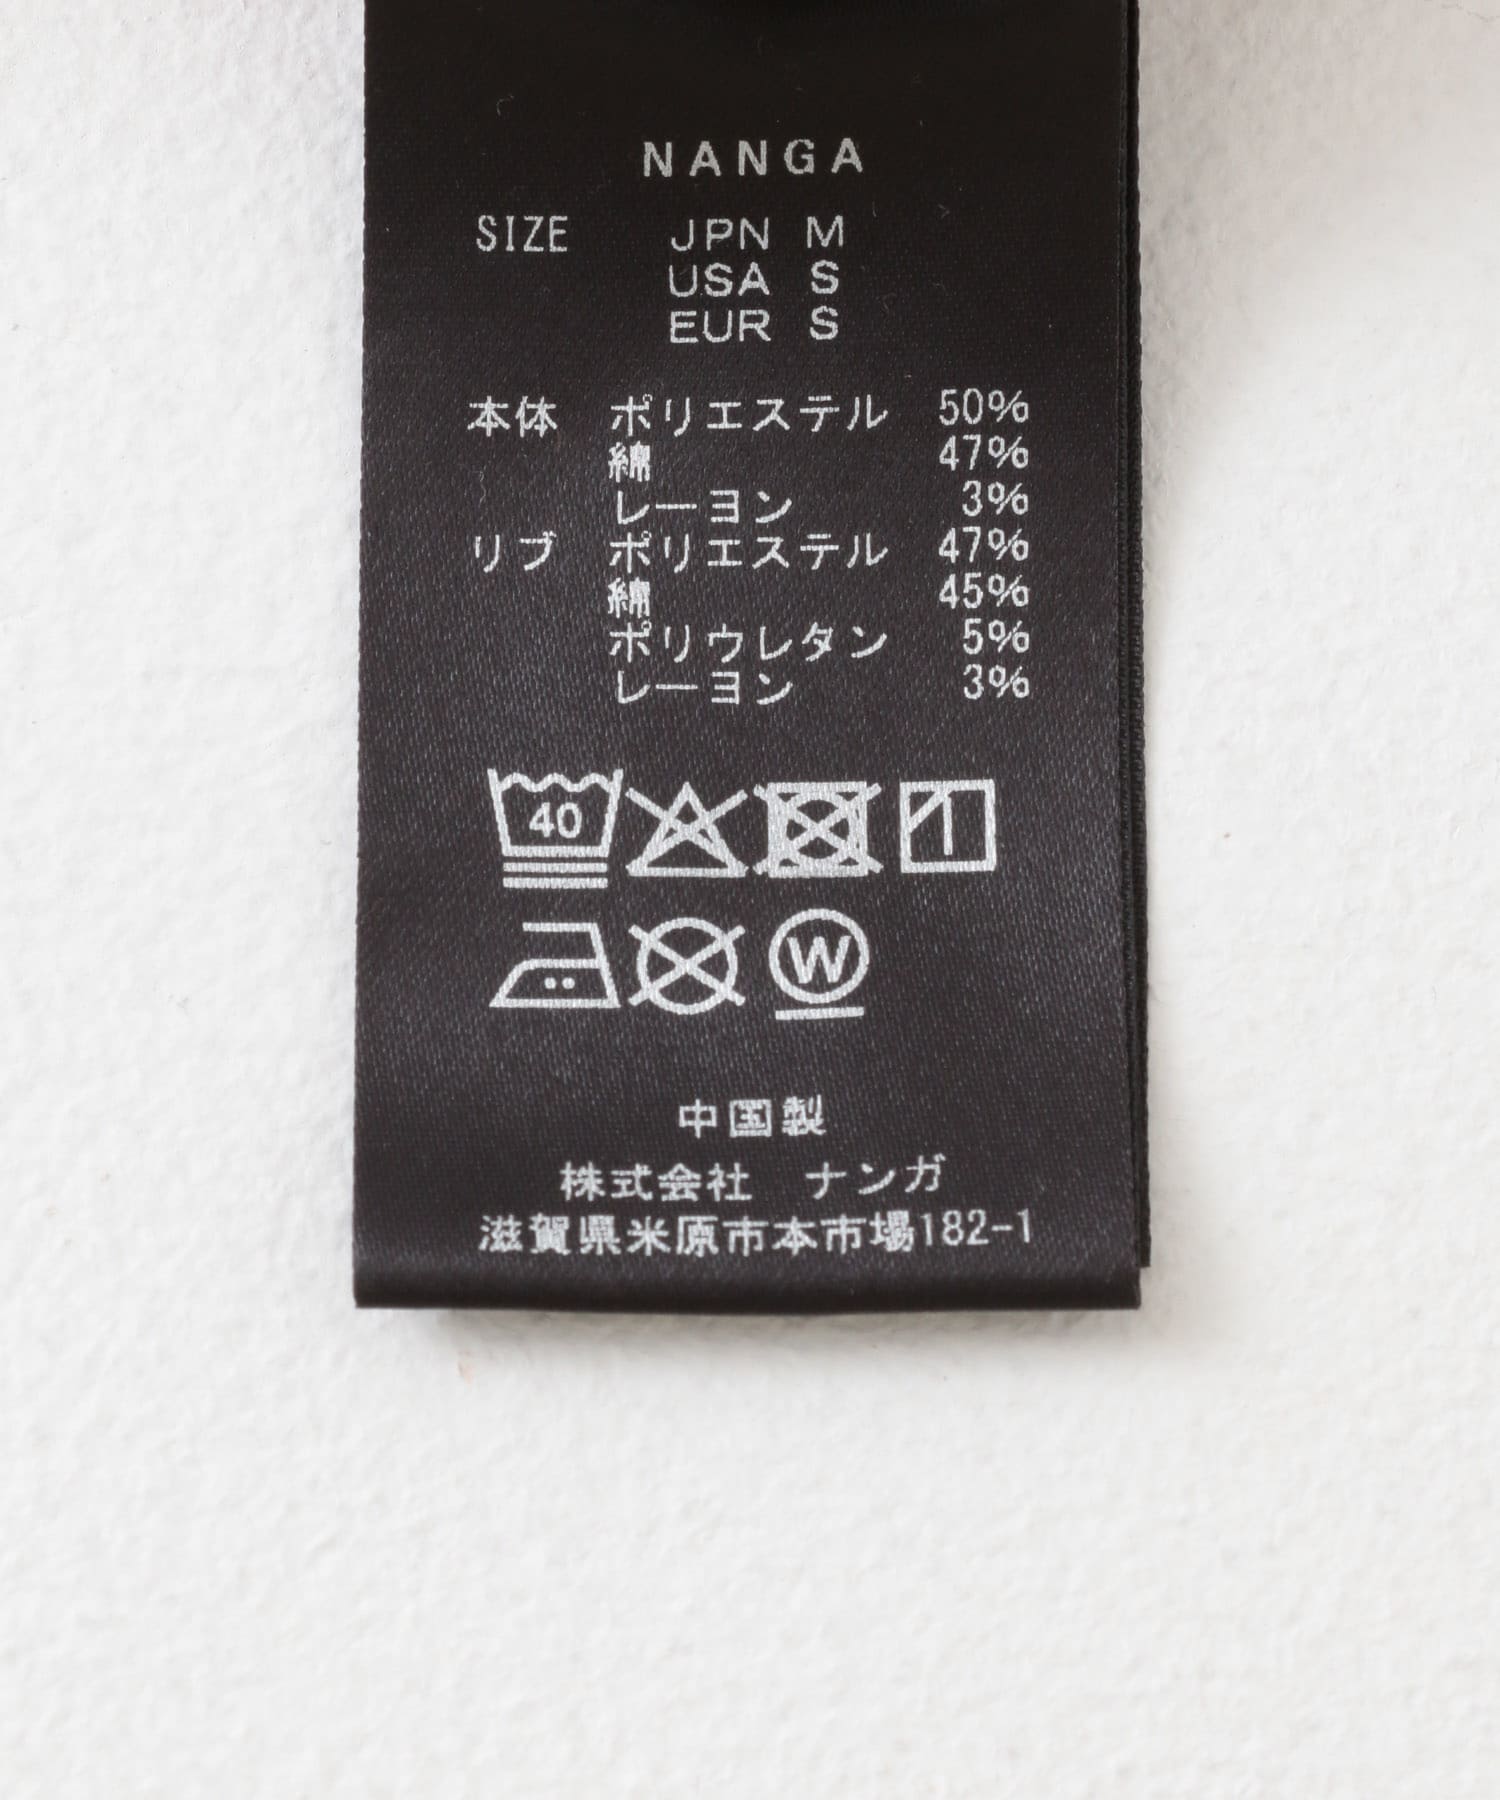 NANGA
SIZE JPN M
USA S
EUR S
本体 ポリエステル 50%
綿 47%
レーヨン 3%
リブ ポリエステル 47%
綿 45%
ポリウレタン 5%
レーヨン 3%
40
W
中国製
株式会社 ナンガ
滋賀県米原市本市場182-1